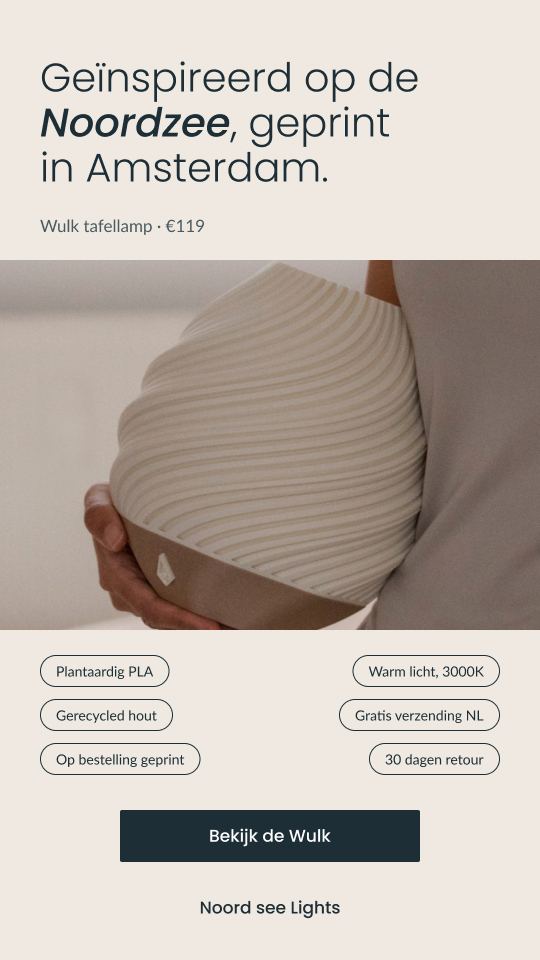 Geïnspireerd op de
Noordzee, geprint
in Amsterdam.
Wulk tafellamp · €119
Plantaardig PLA
Warm licht, 3000K
Gerecycled hout
Gratis verzending NL
Op bestelling geprint
30 dagen retour
Bekijk de Wulk
Noord see Lights